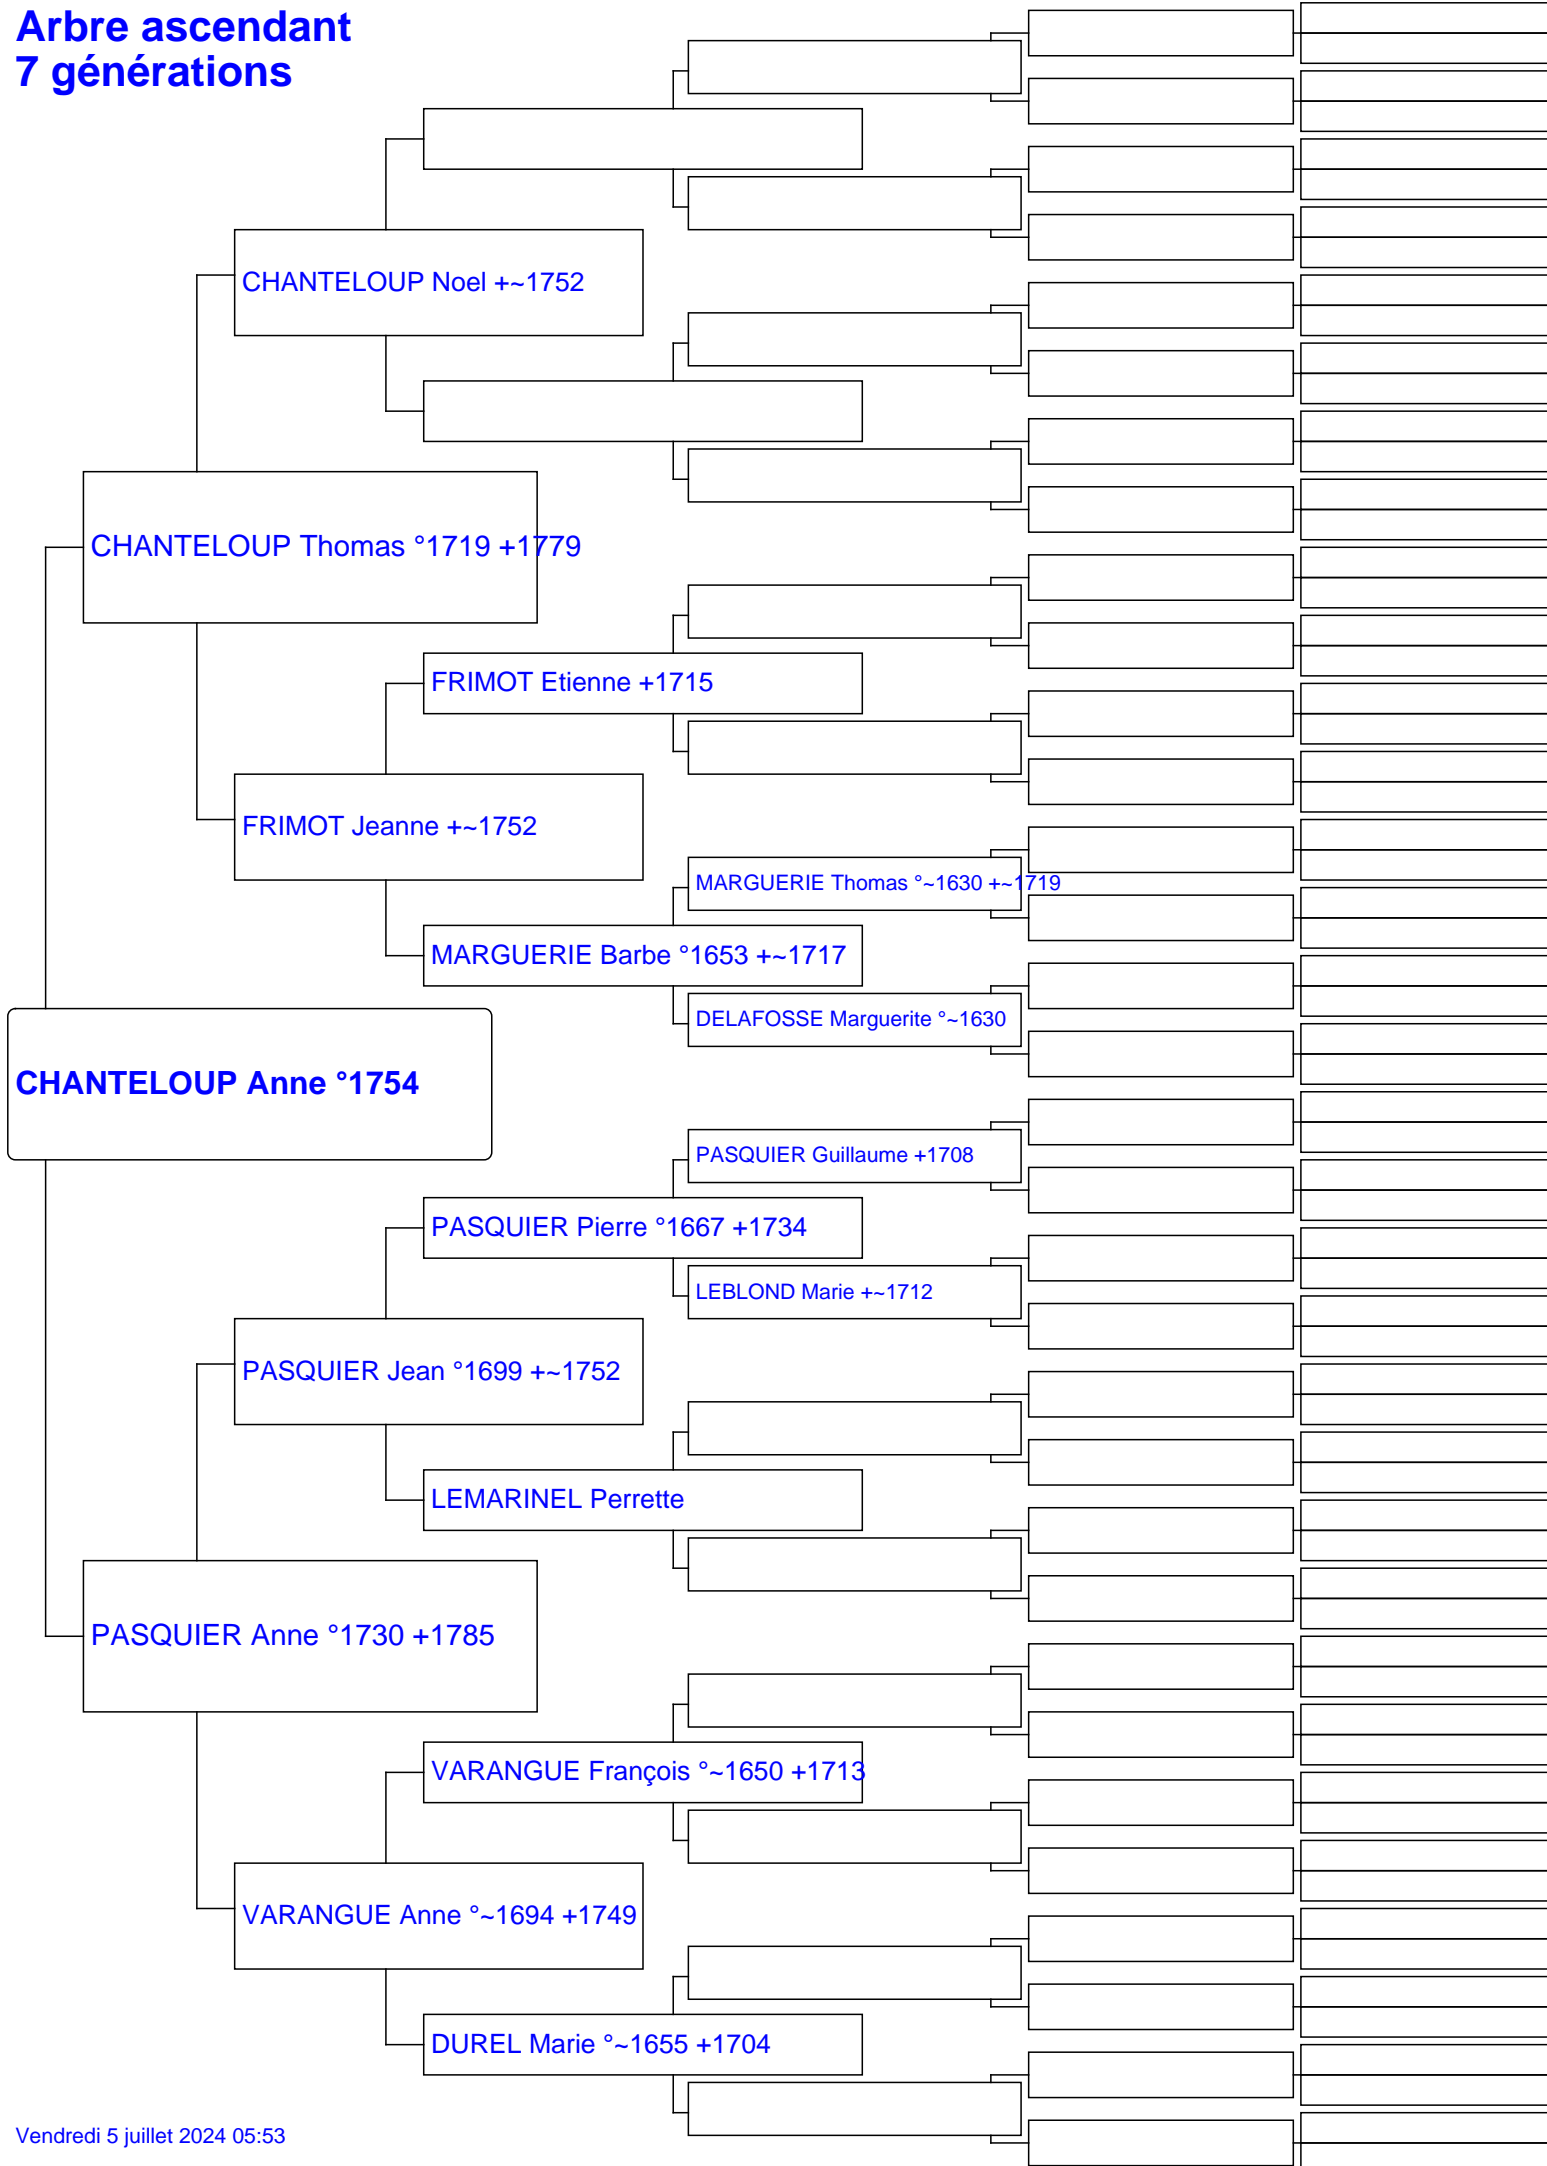 Arbre ascendant
7 générations
CHANTELOUP Noel +~1752
CHANTELOUP Thomas °1719 +1779
FRIMOT Etienne +1715
FRIMOT Jeanne +~1752
MARGUERIE Thomas °~1630 +~1719
MARGUERIE Barbe °1653 +~1717
DELAFOSSE Marguerite °~1630
CHANTELOUP Anne °1754
PASQUIER Guillaume +1708
PASQUIER Pierre °1667 +1734
LEBLOND Marie +~1712
PASQUIER Jean °1699 +~1752
LEMARINEL Perrette
PASQUIER Anne °1730 +1785
VARANGUE François °~1650 +1713
VARANGUE Anne °~1694 +1749
DUREL Marie °~1655 +1704
Vendredi 5 juillet 2024 05:53